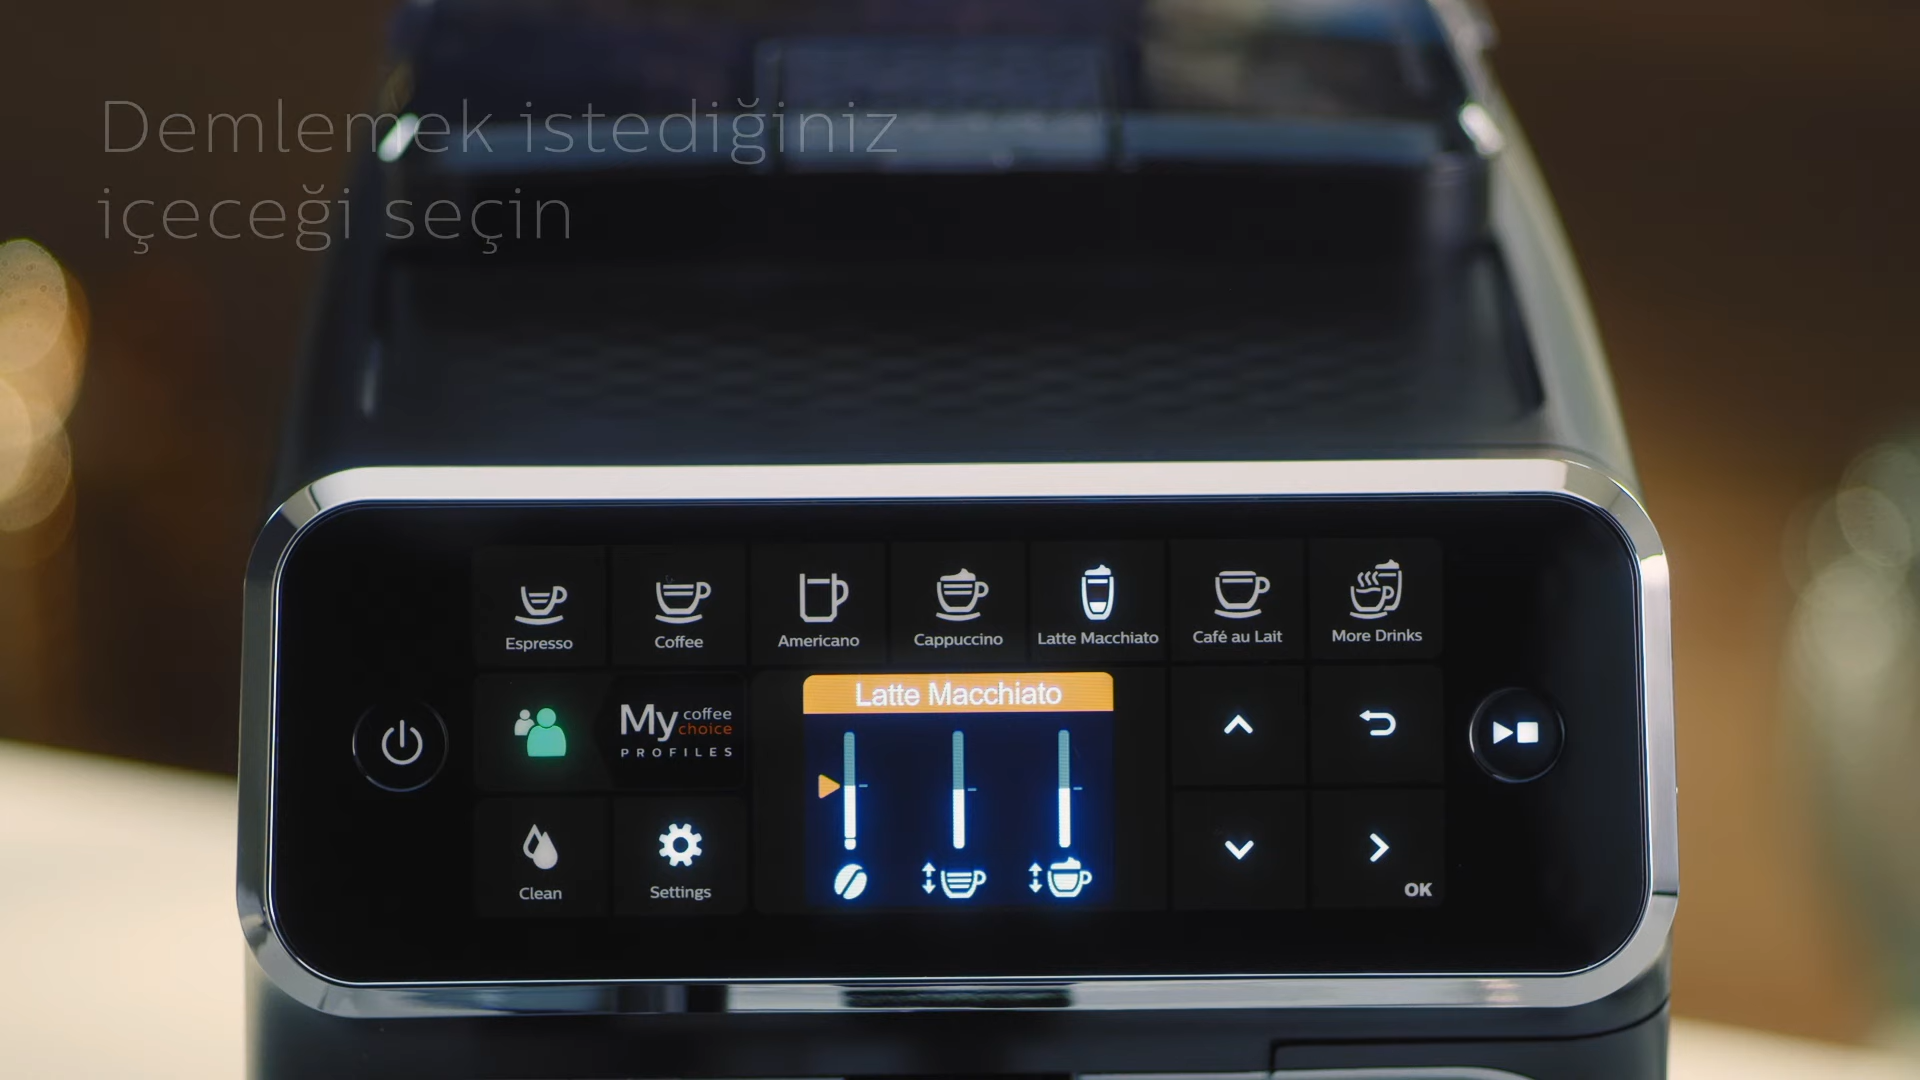 Demlemek istediğiniz
içeceği seçin
Espresso
Coffee
Americano
Cappuccino
Latte Macchiato
Café au Lait
More Drinks
My coffee choice
PROFILES
Latte Macchiato
Clean
Settings
OK